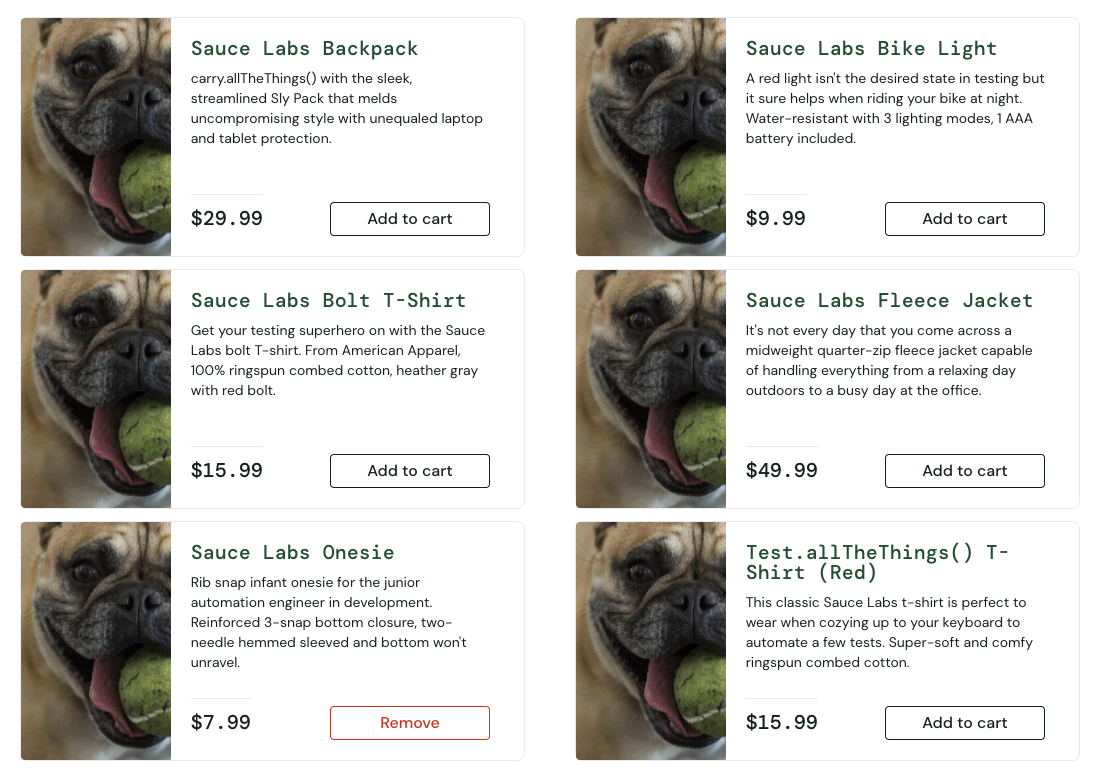 Sauce Labs Backpack
carry.allTheThings() with the sleek,
streamlined Sly Pack that melds
uncompromising style with unequaled laptop
and tablet protection.
$29.99
Add to cart
Sauce Labs Bike Light
A red light isn't the desired state in testing but
it sure helps when riding your bike at night.
Water-resistant with 3 lighting modes, 1 AAA
battery included.
$9.99
Add to cart
Sauce Labs Bolt T-Shirt
Get your testing superhero on with the Sauce
Labs bolt T-shirt. From American Apparel,
100% ringspun combed cotton, heather gray
with red bolt.
$15.99
Add to cart
Sauce Labs Fleece Jacket
It's not every day that you come across a
midweight quarter-zip fleece jacket capable
of handling everything from a relaxing day
outdoors to a busy day at the office.
$49.99
Add to cart
Sauce Labs Onesie
Rib snap infant onesie for the junior
automation engineer in development.
Reinforced 3-snap bottom closure, two-
needle hemmed sleeved and bottom won't
unravel.
$7.99
Remove
Test.allTheThings() T-
Shirt (Red)
This classic Sauce Labs t-shirt is perfect to
wear when cozying up to your keyboard to
automate a few tests. Super-soft and comfy
ringspun combed cotton.
$15.99
Add to cart